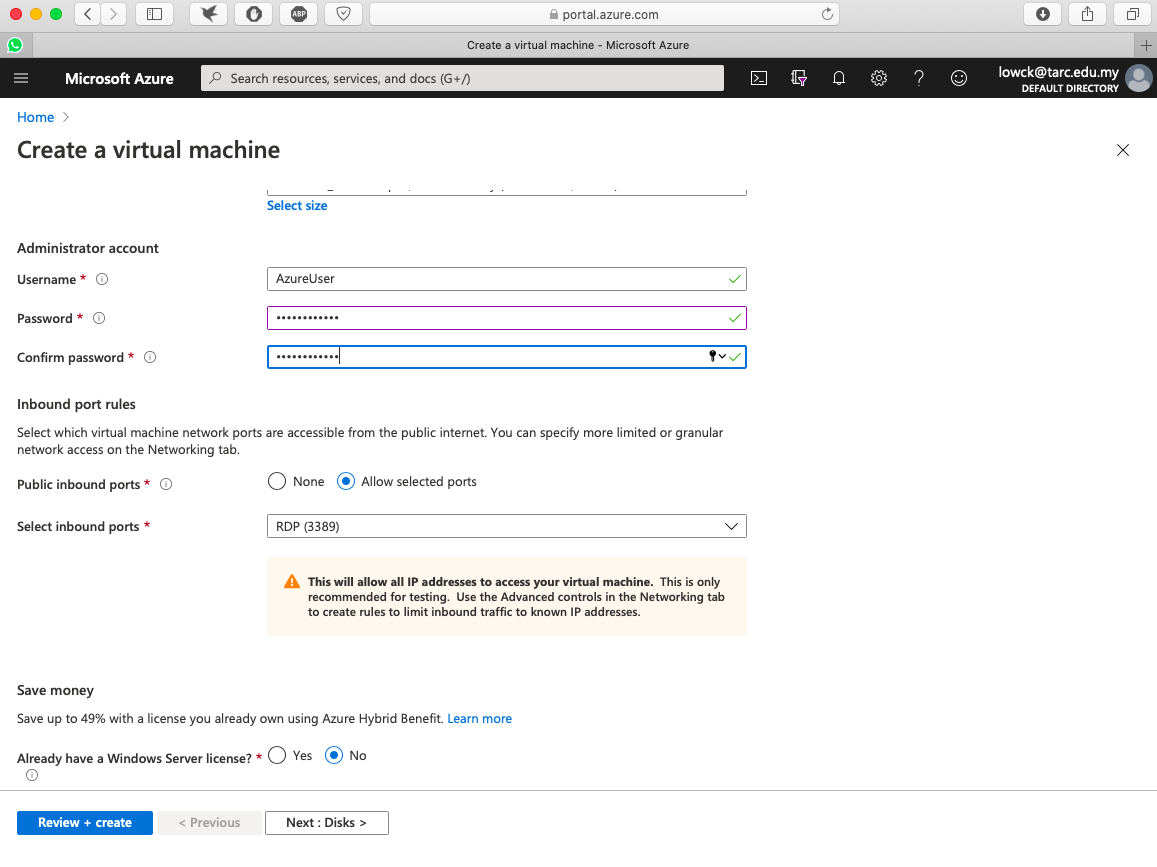 portal.azure.com
ABP
Create a virtual machine - Microsoft Azure
Microsoft Azure
Search resources, services, and docs (G+/)
lowck@tarc.edu.my
DEFAULT DIRECTORY
Home
Create a virtual machine
Select size
Administrator account
Username *
AzureUser
Password *
••••••••••••
Confirm password *
••••••••••••
Inbound port rules
Select which virtual machine network ports are accessible from the public internet. You can specify more limited or granular
network access on the Networking tab.
Public inbound ports *
None
Allow selected ports
Select inbound ports *
RDP (3389)
This will allow all IP addresses to access your virtual machine. This is only
recommended for testing. Use the Advanced controls in the Networking tab
to create rules to limit inbound traffic to known IP addresses.
Save money
Save up to 49% with a license you already own using Azure Hybrid Benefit. Learn more
Already have a Windows Server license? *
Yes
No
Review + create
< Previous
Next : Disks >